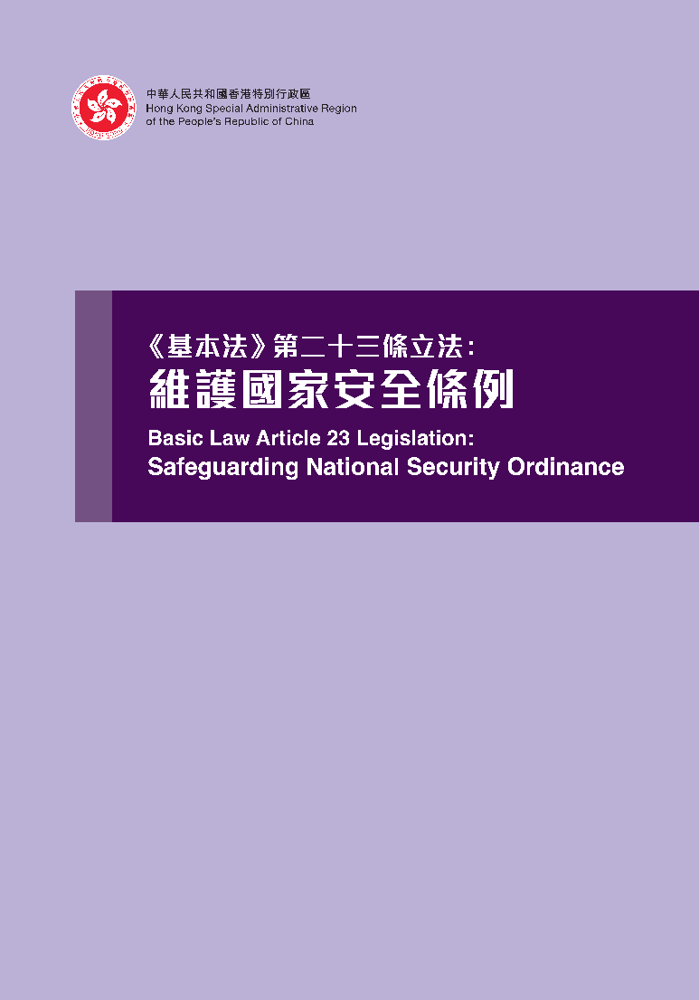 中華人民共和國香港特別行政區
Hong Kong Special Administrative Region
of the People's Republic of China
《基本法》第二十三條立法：
維護國家安全條例
Basic Law Article 23 Legislation:
Safeguarding National Security Ordinance